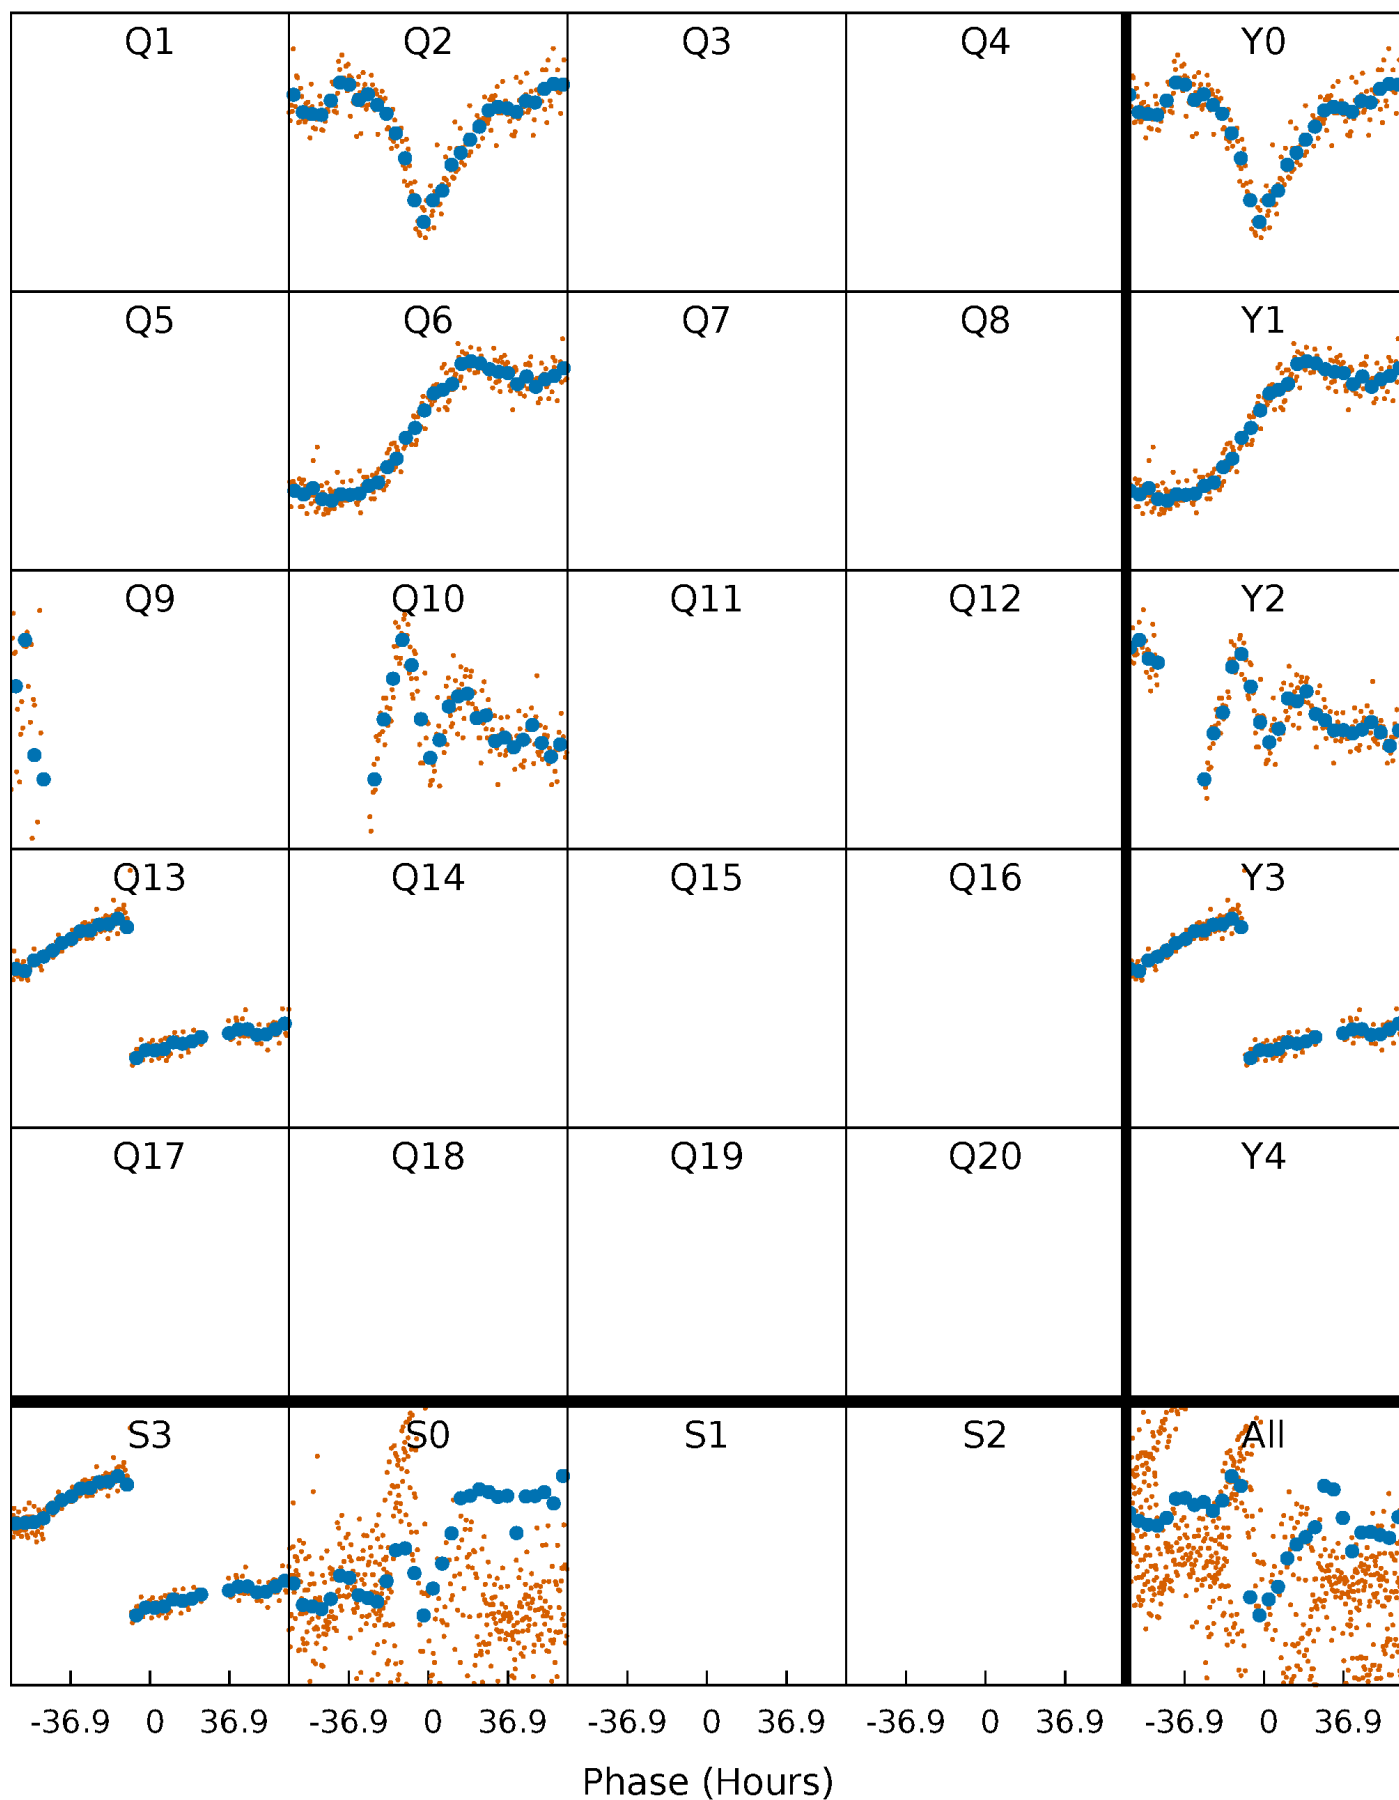 Q1 Q2 Q3 Q4 Y0
Q5 Q6 Q7 Q8 Y1
Q9 Q10 Q11 Q12 Y2
Q13 Q14 Q15 Q16 Y3
Q17 Q18 Q19 Q20 Y4
S3 S0 S1 S2 All
-36.9 0 36.9 -36.9 0 36.9 -36.9 0 36.9 -36.9 0 36.9 -36.9 0 36.9
Phase (Hours)